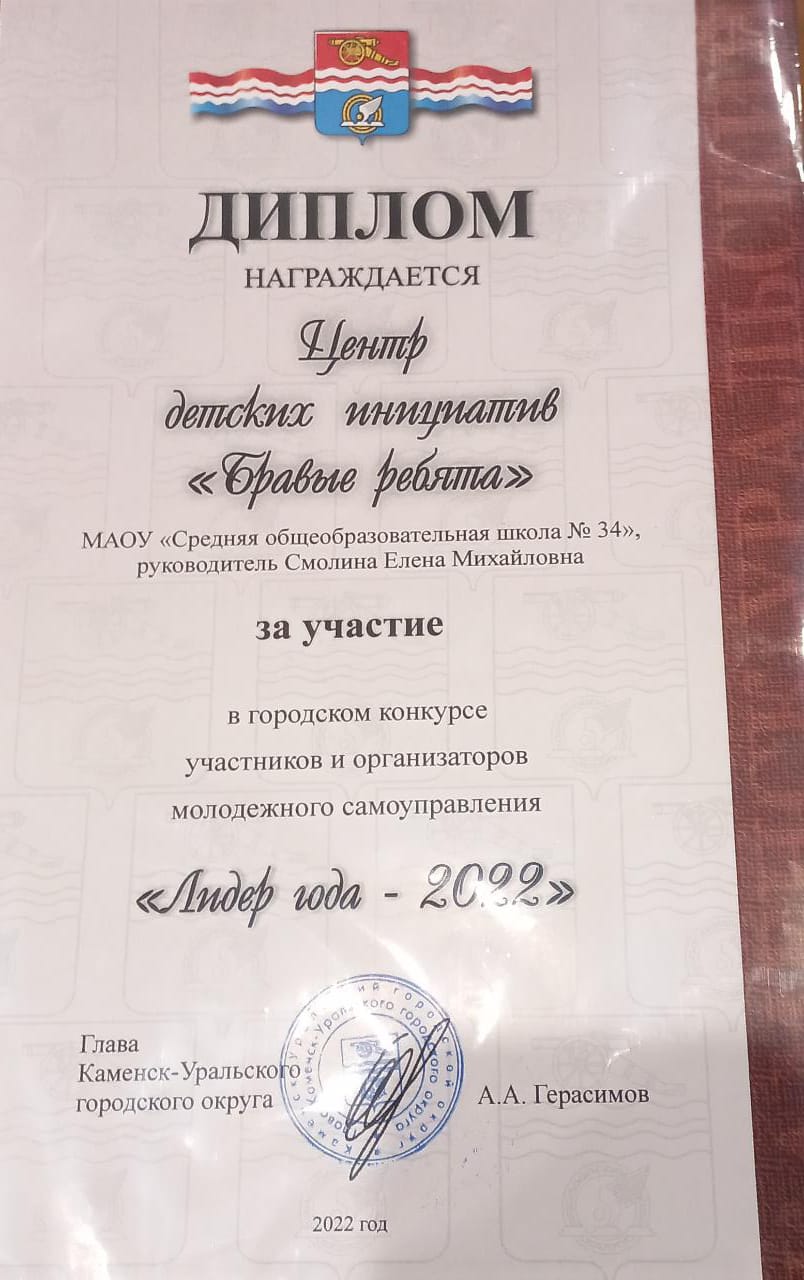 ДИПЛОМ
НАГРАЖДАЕТСЯ
Центр
детских инициатив
«Бравые ребята»
МАОУ «Средняя общеобразовательная школа № 34»,
руководитель Смолина Елена Михайловна
за участие
в городском конкурсе
участников и организаторов
молодежного самоуправления
«Лидер года - 2022»
Глава
Каменск-Уральского
городского округа
А.А. Герасимов
2022 год